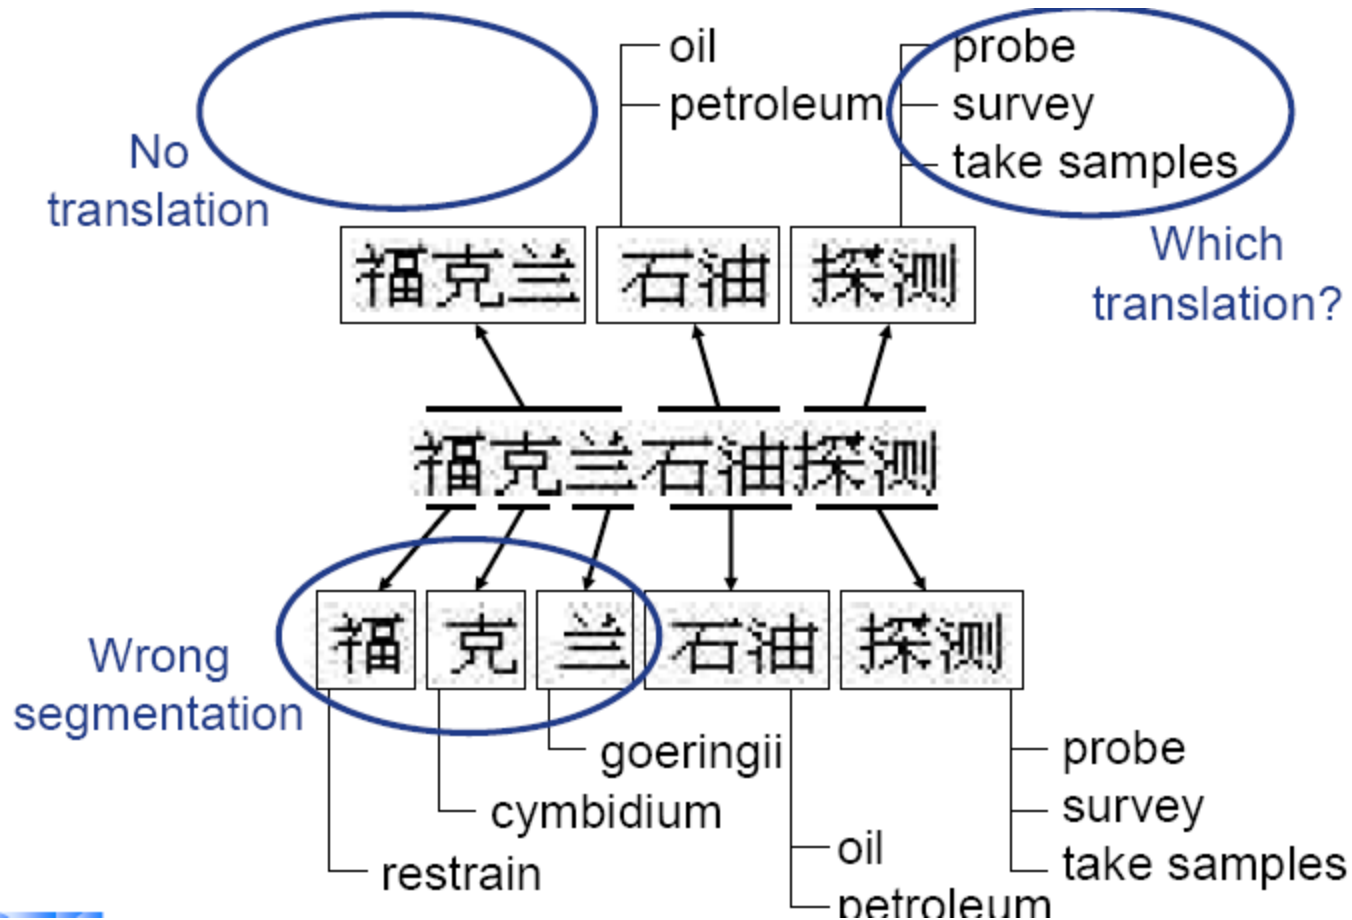 oil
probe
petroleum
survey
No
translation
take samples
Which
translation?
福克兰 石油 探测
福克兰石油探测
福 克 兰 石油 探测
Wrong
segmentation
goeringii
probe
cymbidium
survey
oil
restrain
take samples
petroleum